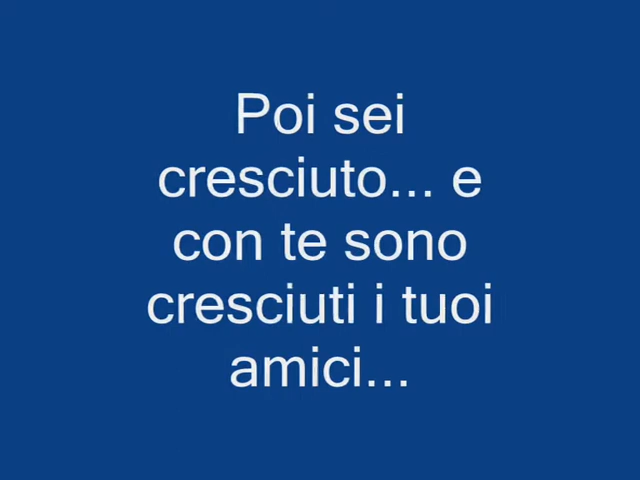 Poi sei
cresciuto... e
con te sono
cresciuti i tuoi
amici...